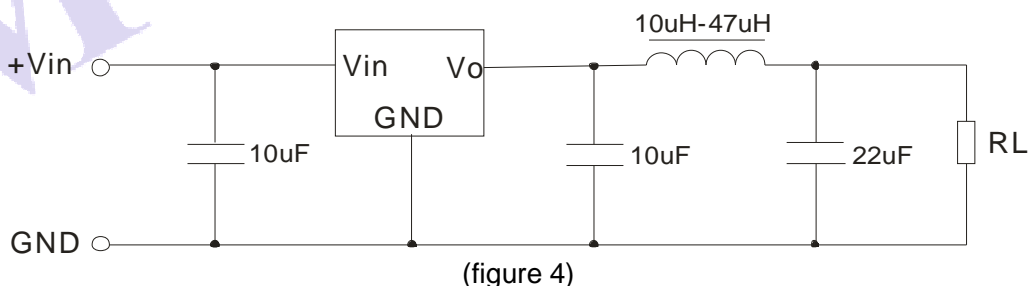 10uH-47uH
+Vin
Vin
Vo
GND
10uF
10uF
22uF
RL
GND
(figure 4)